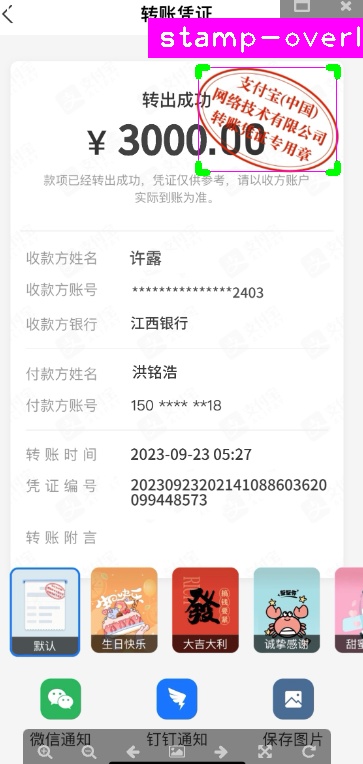 转账凭证
stamp-overl
转出成功
支付宝(中国)
网络技术有限公司
转账凭证专用章
¥ 3000.00
款项已经转出成功，凭证仅供参考，请以收方账户
实际到账为准。
收款方姓名 许露
收款方账号 ***************2403
收款方银行 江西银行
付款方姓名 洪铭浩
付款方账号 150 **** **18
转账时间 2023-09-23 05:27
凭证编号 20230923202141088603620
099448573
转账附言
生日快乐
發
默认 生日快乐 大吉大利 诚挚感谢 甜蜜
微信通知 钉钉通知 保存图片